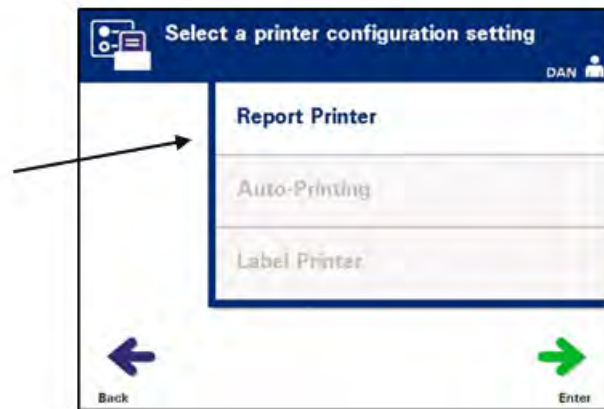 Select a printer configuration setting
DAN
Report Printer
Auto-Printing
Label Printer
Back
Enter